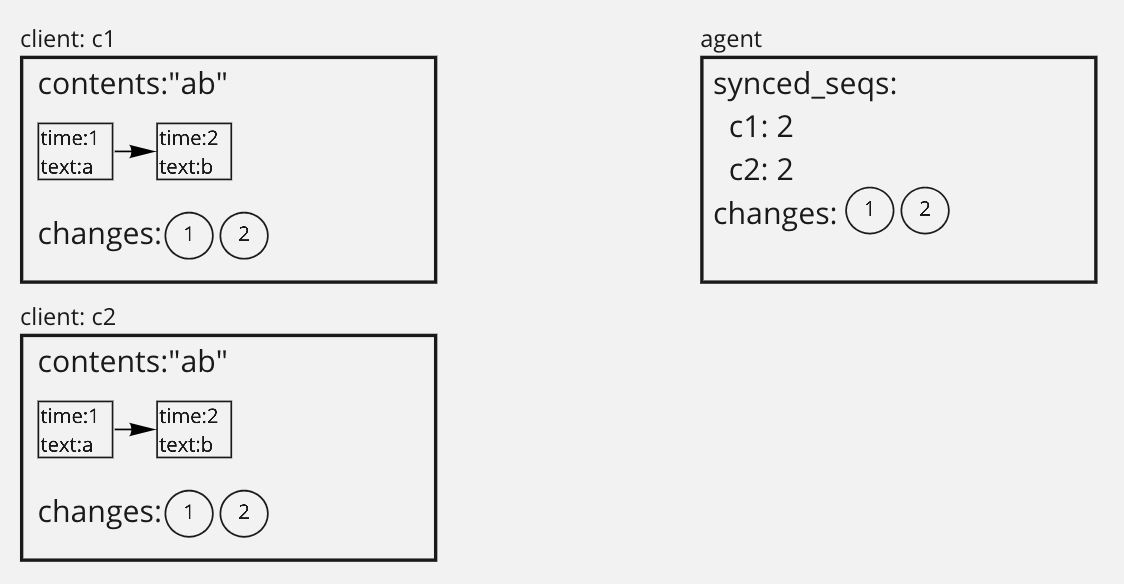 client: c1
contents:"ab"
time:1
text:a
time:2
text:b
changes: 1 2
client: c2
contents:"ab"
time:1
text:a
time:2
text:b
changes: 1 2
agent
synced_seqs:
c1: 2
c2: 2
changes: 1 2